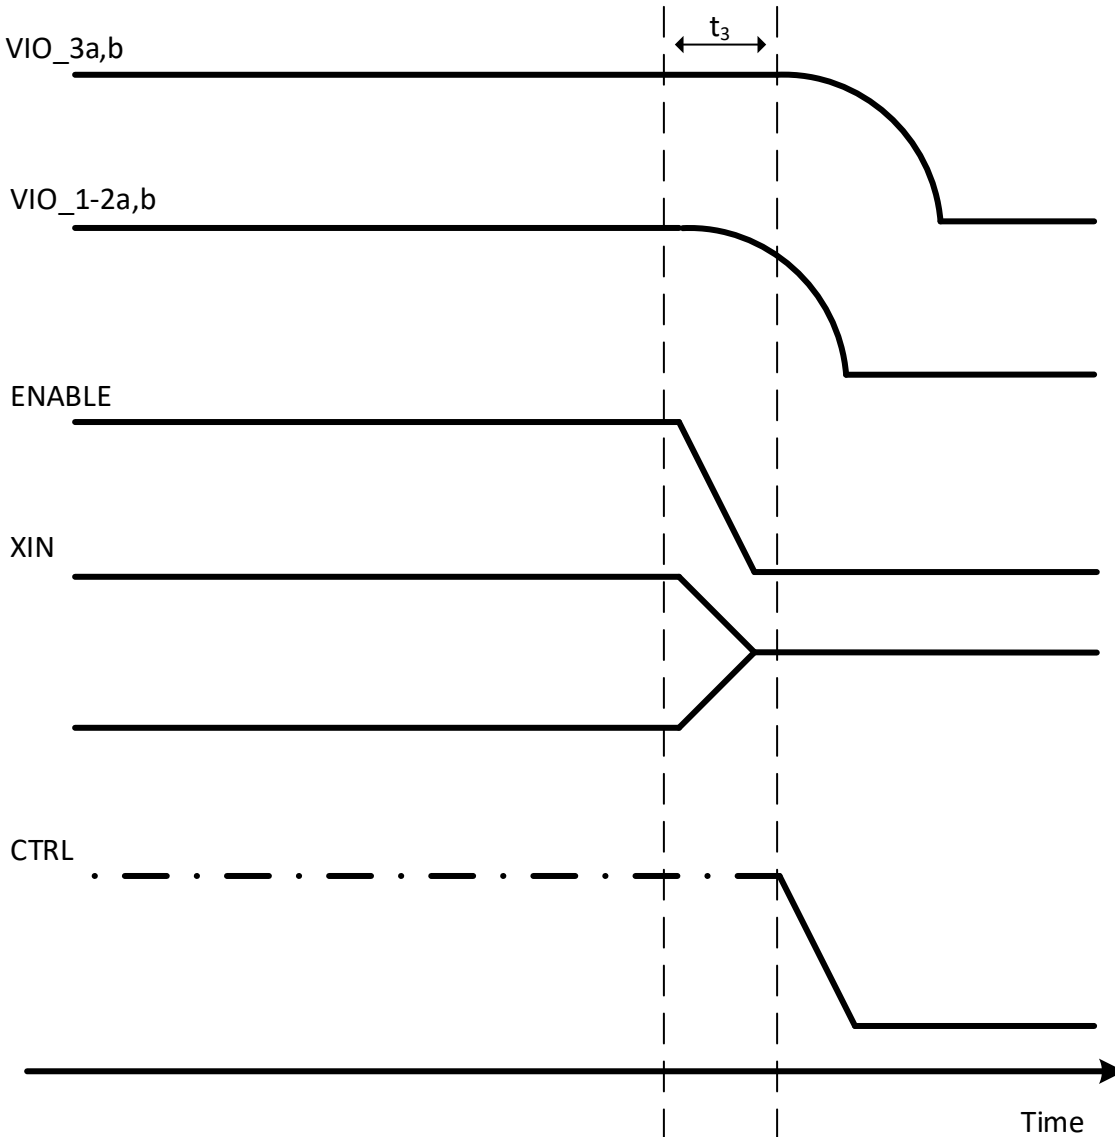 t₃
VIO_3a,b
VIO_1-2a,b
ENABLE
XIN
CTRL
Time